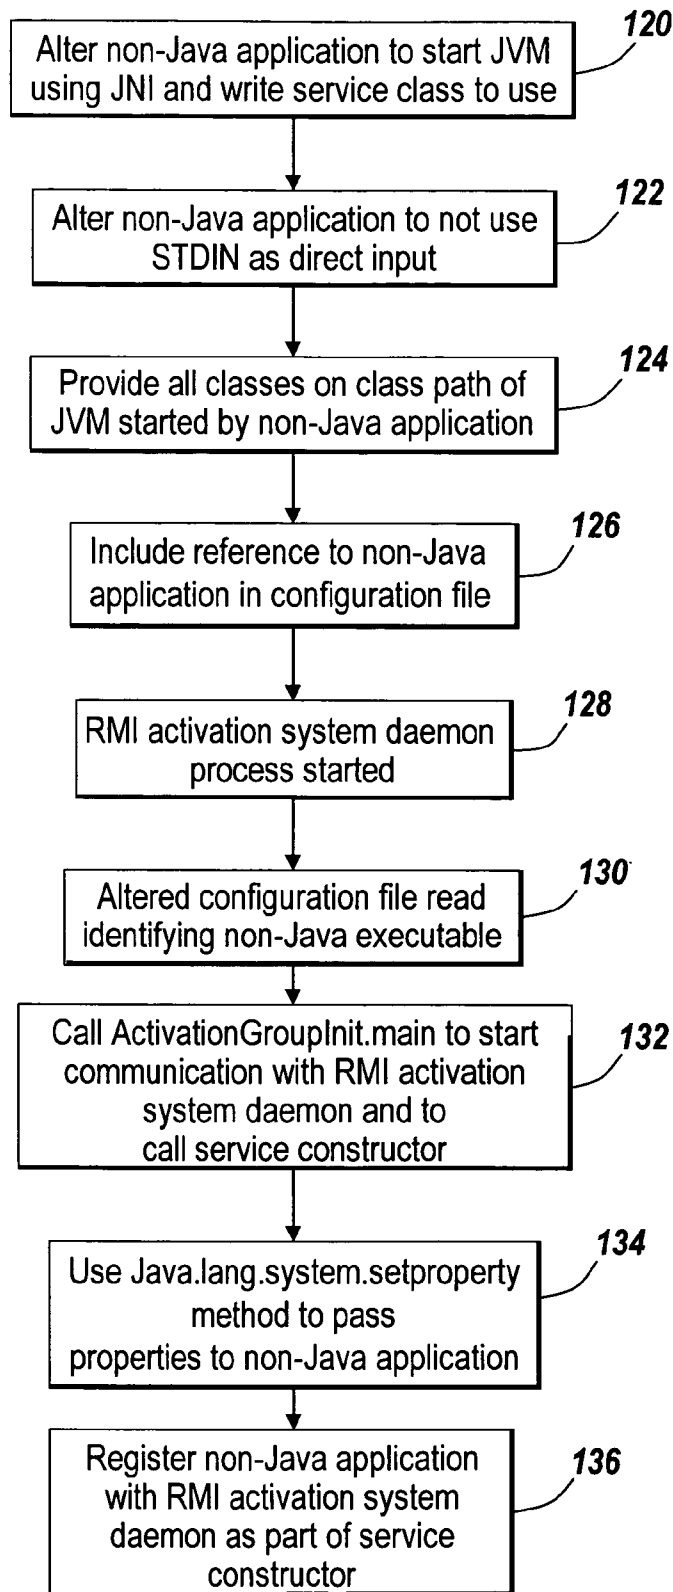 120
Alter non-Java application to start JVM
using JNI and write service class to use
122
Alter non-Java application to not use
STDIN as direct input
124
Provide all classes on class path of
JVM started by non-Java application
126
Include reference to non-Java
application in configuration file
128
RMI activation system daemon
process started
130
Altered configuration file read
identifying non-Java executable
132
Call ActivationGroupInit.main to start
communication with RMI activation
system daemon and to
call service constructor
134
Use Java.lang.system.setproperty
method to pass
properties to non-Java application
136
Register non-Java application
with RMI activation system
daemon as part of service
constructor